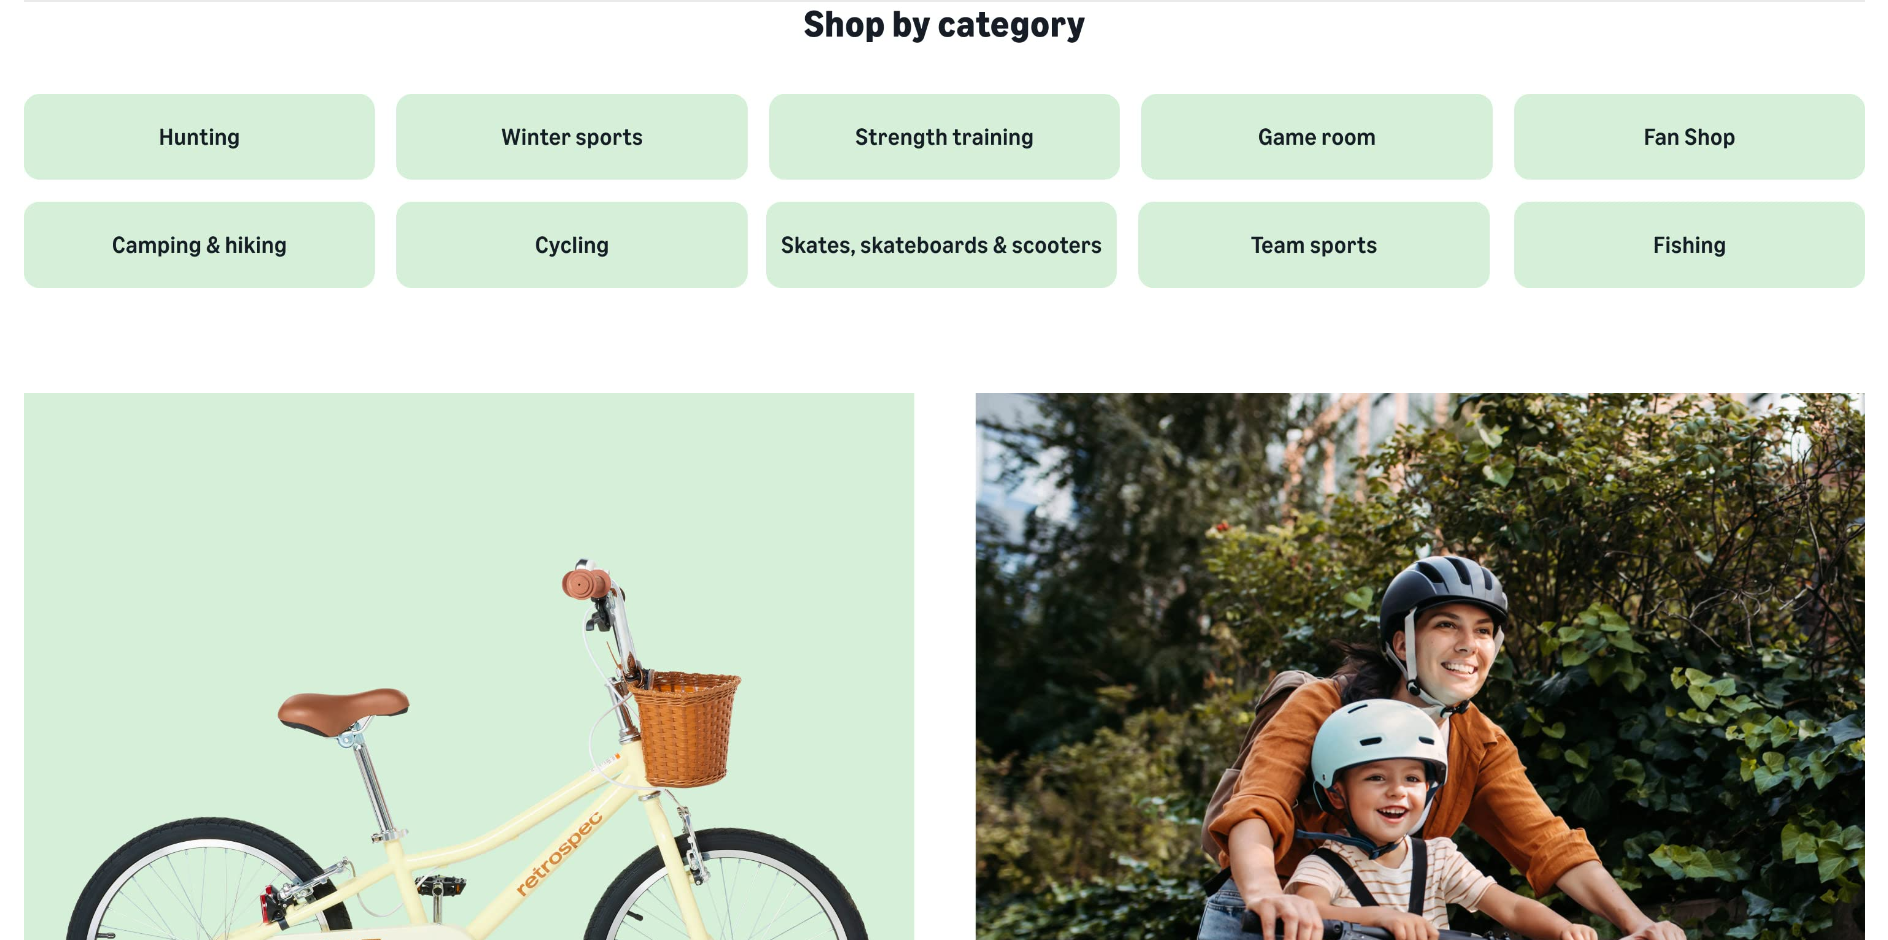 Shop by category
Hunting
Winter sports
Strength training
Game room
Fan Shop
Camping & hiking
Cycling
Skates, skateboards & scooters
Team sports
Fishing
retrospec